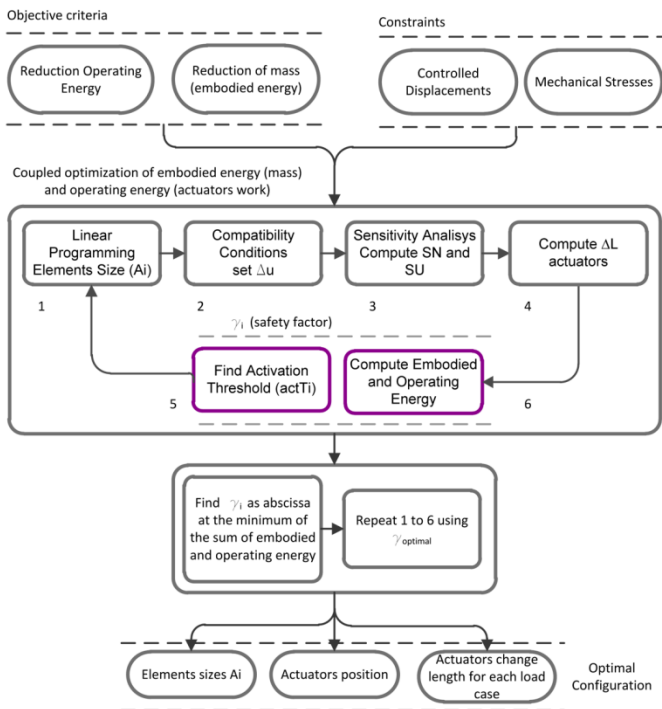 Objective criteria
Constraints
Reduction Operating
Energy
Reduction of mass
(embodied energy)
Controlled
Displacements
Mechanical Stresses
Coupled optimization of embodied energy (mass)
and operating energy (actuators work)
Linear
Programming
Elements Size (Ai)
Compatibility
Conditions
set Δu
Sensitivity Analisys
Compute SN and
SU
Compute ΔL
actuators
1
2
3
4
γi (safety factor)
Find Activation
Threshold (actTi)
Compute Embodied
and Operating
Energy
5
6
Find γi as abscissa
at the minimum of
the sum of embodied
and operating energy
Repeat 1 to 6 using
γoptimal
Elements sizes Ai
Actuators position
Actuators change
length for each load
case
Optimal
Configuration